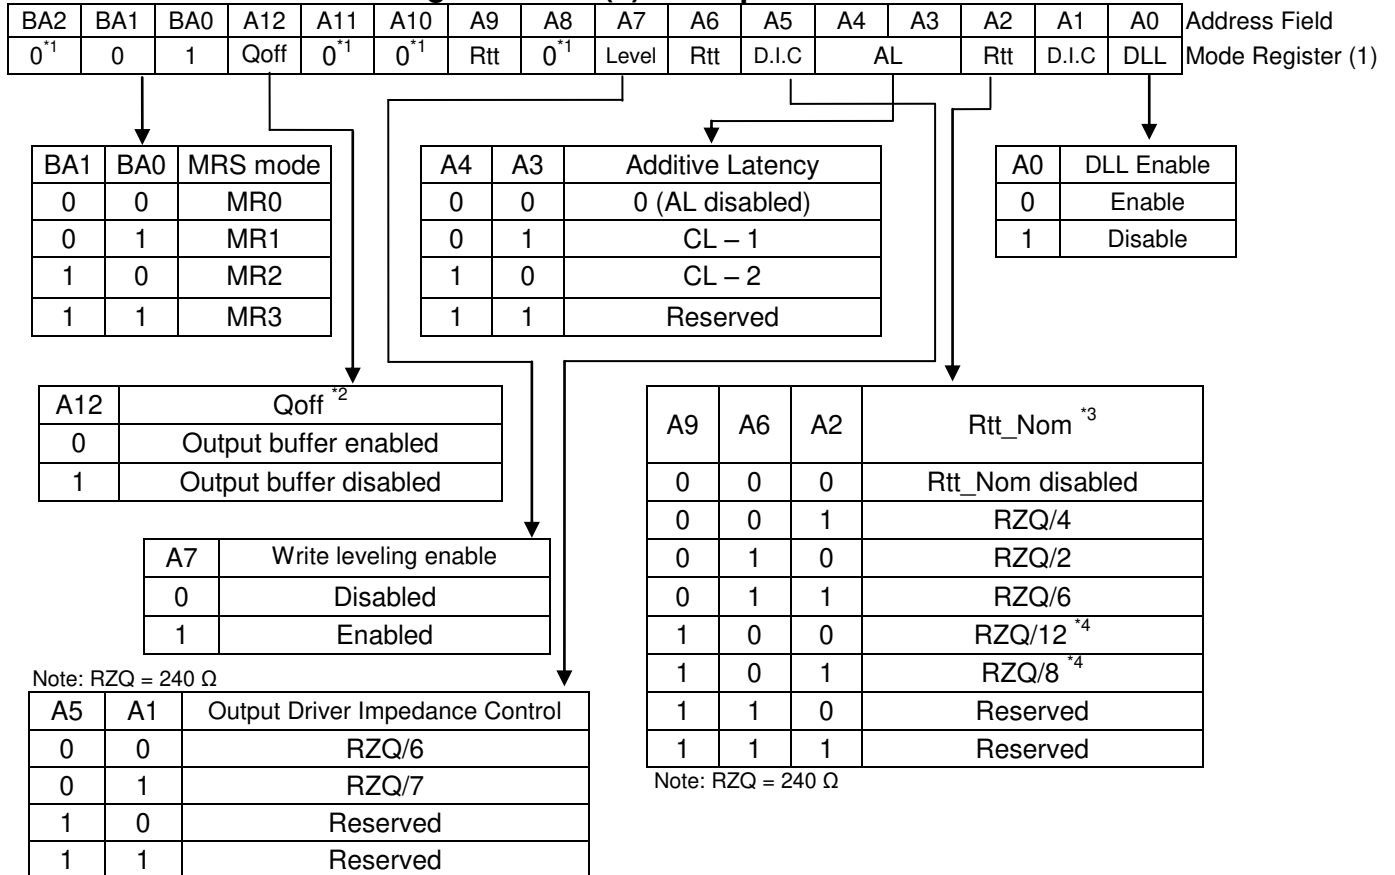 BA2 BA1 BA0 A12 A11 A10 A9 A8 A7 A6 A5 A4 A3 A2 A1 A0 Address Field
0*1 0 1 Qoff 0*1 0*1 Rtt 0*1 Level Rtt D.I.C AL Rtt D.I.C DLL Mode Register (1)
BA1 BA0 MRS mode
0 0 MR0
0 1 MR1
1 0 MR2
1 1 MR3
A4 A3 Additive Latency
0 0 0 (AL disabled)
0 1 CL – 1
1 0 CL – 2
1 1 Reserved
A0 DLL Enable
0 Enable
1 Disable
A12 Qoff *2
0 Output buffer enabled
1 Output buffer disabled
A7 Write leveling enable
0 Disabled
1 Enabled
Note: RZQ = 240 Ω
A5 A1 Output Driver Impedance Control
0 0 RZQ/6
0 1 RZQ/7
1 0 Reserved
1 1 Reserved
A9 A6 A2 Rtt_Nom *3
0 0 0 Rtt_Nom disabled
0 0 1 RZQ/4
0 1 0 RZQ/2
0 1 1 RZQ/6
1 0 0 RZQ/12 *4
1 0 1 RZQ/8 *4
1 1 0 Reserved
1 1 1 Reserved
Note: RZQ = 240 Ω